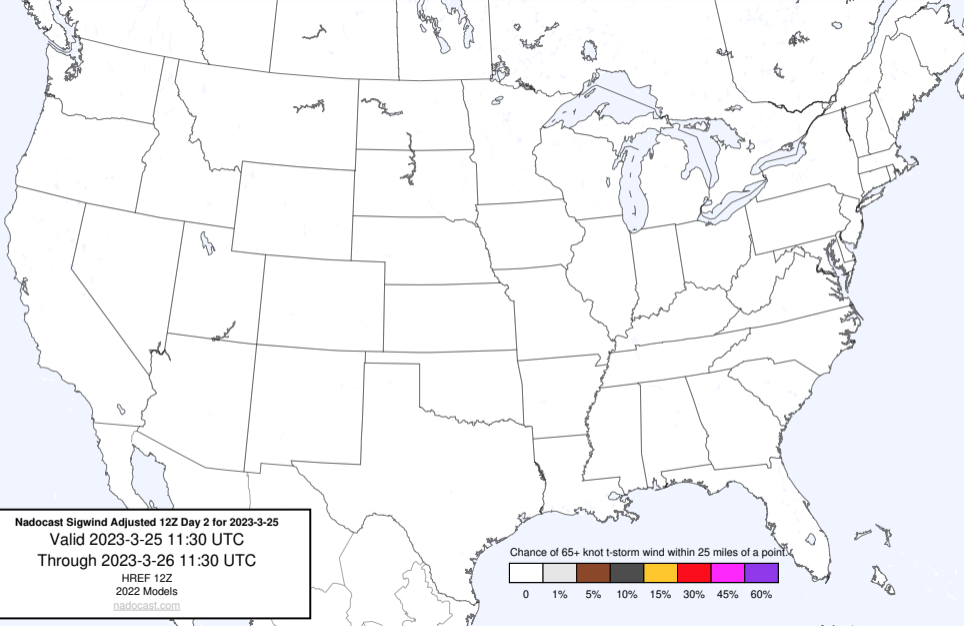 Nadocast Sigwind Adjusted 12Z Day 2 for 2023-3-25
Valid 2023-3-25 11:30 UTC
Through 2023-3-26 11:30 UTC
HREF 12Z
2022 Models
nadocast.com
Chance of 65+ knot t-storm wind within 25 miles of a point.
0 1% 5% 10% 15% 30% 45% 60%